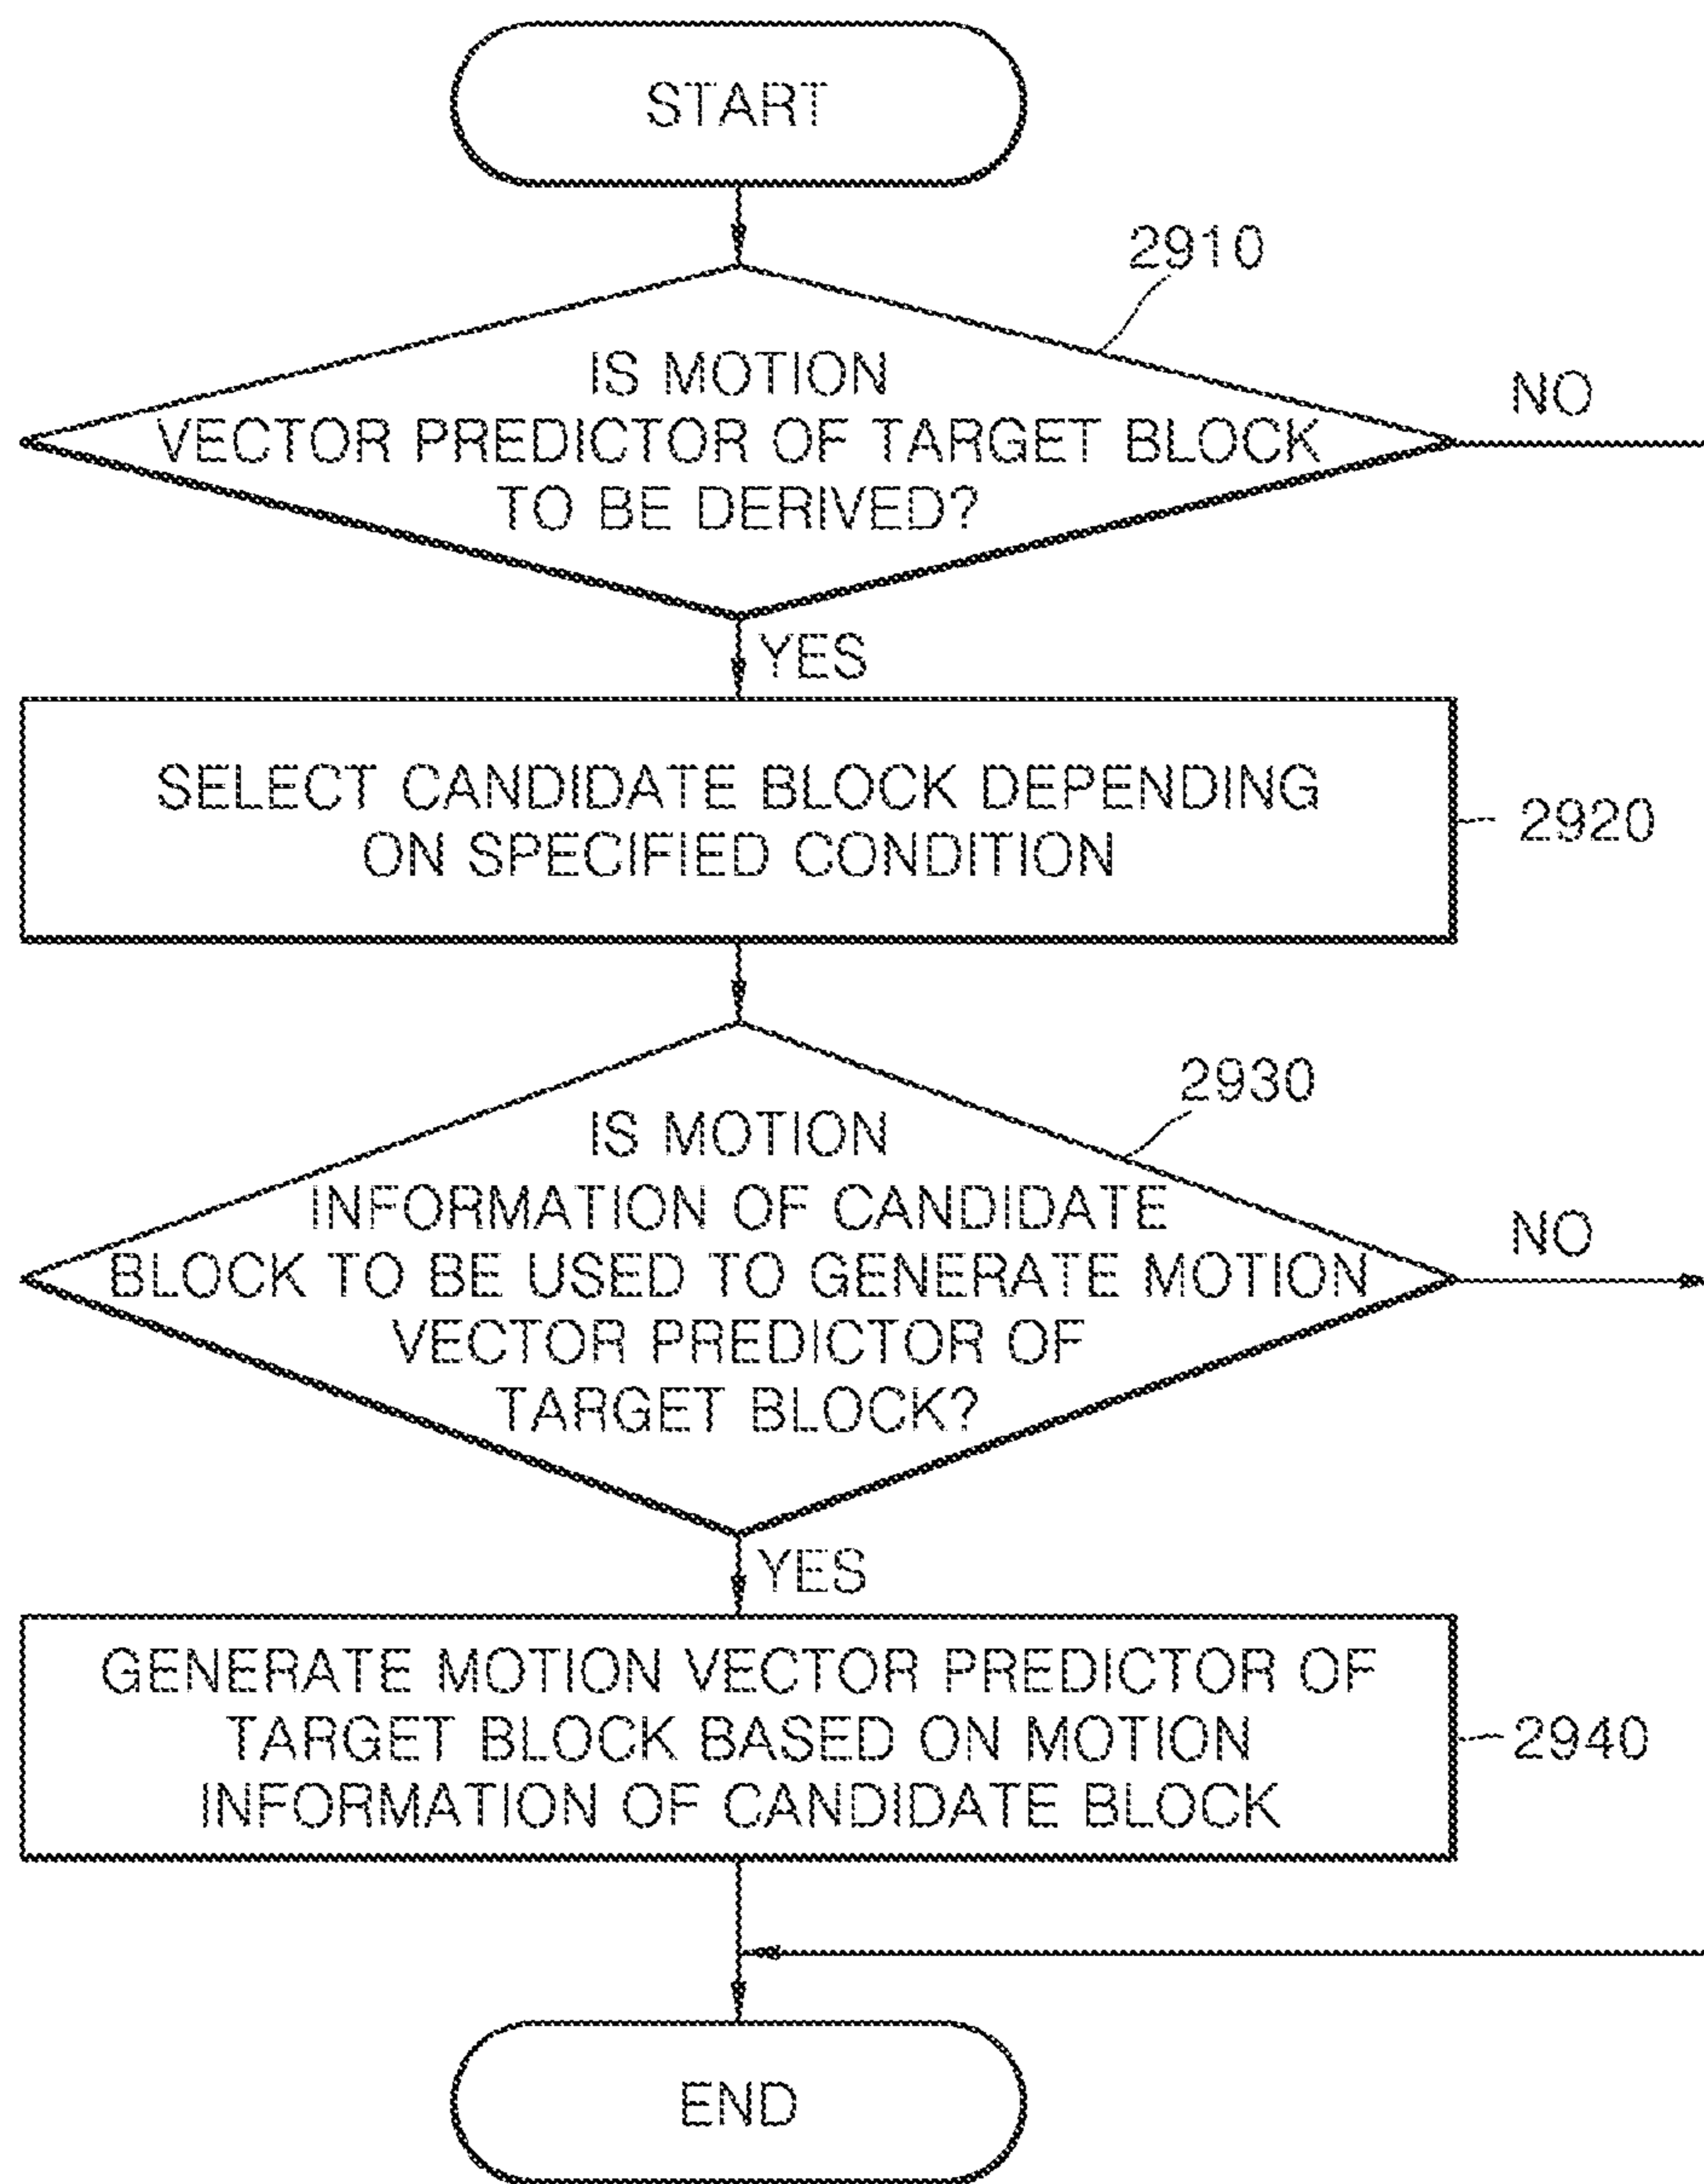 START
2910
IS MOTION
VECTOR PREDICTOR OF TARGET BLOCK
TO BE DERIVED?
NO
YES
SELECT CANDIDATE BLOCK DEPENDING
ON SPECIFIED CONDITION
2920
2930
IS MOTION
INFORMATION OF CANDIDATE
BLOCK TO BE USED TO GENERATE MOTION
VECTOR PREDICTOR OF
TARGET BLOCK?
NO
YES
GENERATE MOTION VECTOR PREDICTOR OF
TARGET BLOCK BASED ON MOTION
INFORMATION OF CANDIDATE BLOCK
2940
END